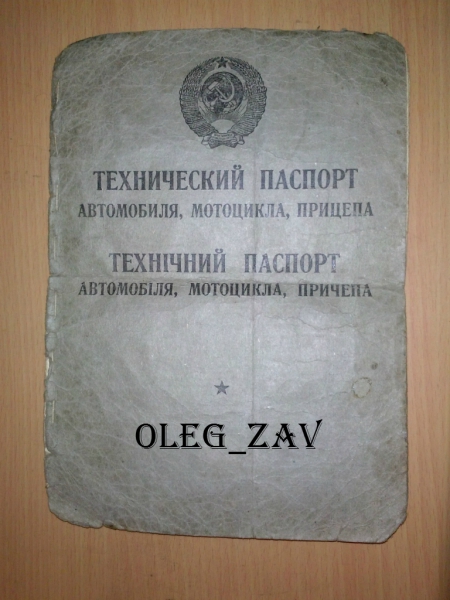 ТЕХНИЧЕСКИЙ ПАСПОРТ
АВТОМОБИЛЯ, МОТОЦИКЛА, ПРИЦЕПА
ТЕХНІЧНИЙ ПАСПОРТ
АВТОМОБІЛЯ, МОТОЦИКЛА, ПРИЧЕПА
OLEG_ZAV